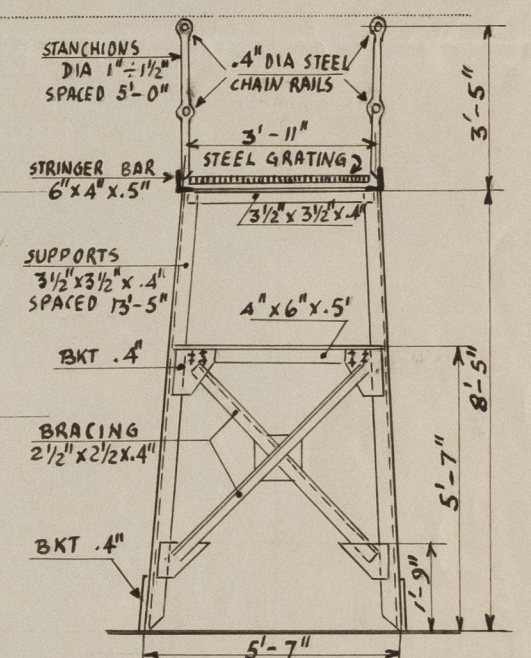 STANCHIONS
DIA 1"÷1½"
SPACED 5'-0"
.4" DIA STEEL
CHAIN RAILS
3'-5"
3'-11"
STEEL GRATING
STRINGER BAR
6"x4"x.5"
3½"x3½"x.4"
SUPPORTS
3½"x3½"x.4"
SPACED 13'-5"
4"x6"x.5'
BKT .4"
8'-5"
BRACING
2½"x2½x.4"
5'-7"
BKT .4"
1'-9"
5'-7"